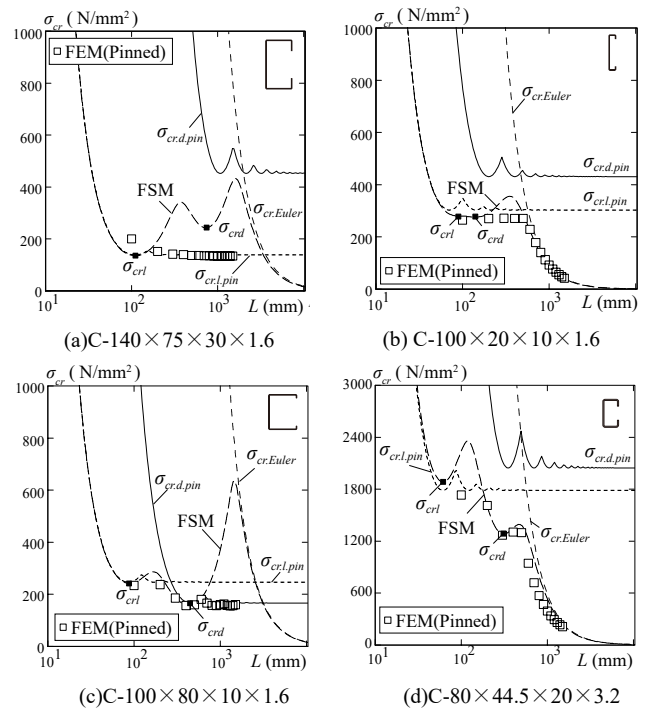 σcr ( N/mm²)
1000
800
600
400
200
0
10¹
10²
10³
L (mm)
□ FEM(Pinned)
σcr.d.pin
FSM
σcr.Euler
σcrd
σcrl
σcr.l.pin
(a)C-140×75×30×1.6
σcr ( N/mm²)
1000
800
600
400
200
0
10¹
10²
10³
L (mm)
σcr.Euler
σcr.d.pin
FSM
σcr.l.pin
σcrl
σcrd
□ FEM(Pinned)
(b) C-100×20×10×1.6
σcr ( N/mm²)
1000
800
600
400
200
0
10¹
10²
10³
L (mm)
σcr.Euler
σcr.d.pin
FSM
σcr.l.pin
σcrl
σcrd
□ FEM(Pinned)
(c)C-100×80×10×1.6
σcr ( N/mm²)
3000
2400
1800
1200
600
0
10¹
10²
10³
L (mm)
σcr.l.pin
σcr.d.pin
σcrl
FSM
σcr.Euler
σcrd
□ FEM(Pinned)
(d)C-80×44.5×20×3.2